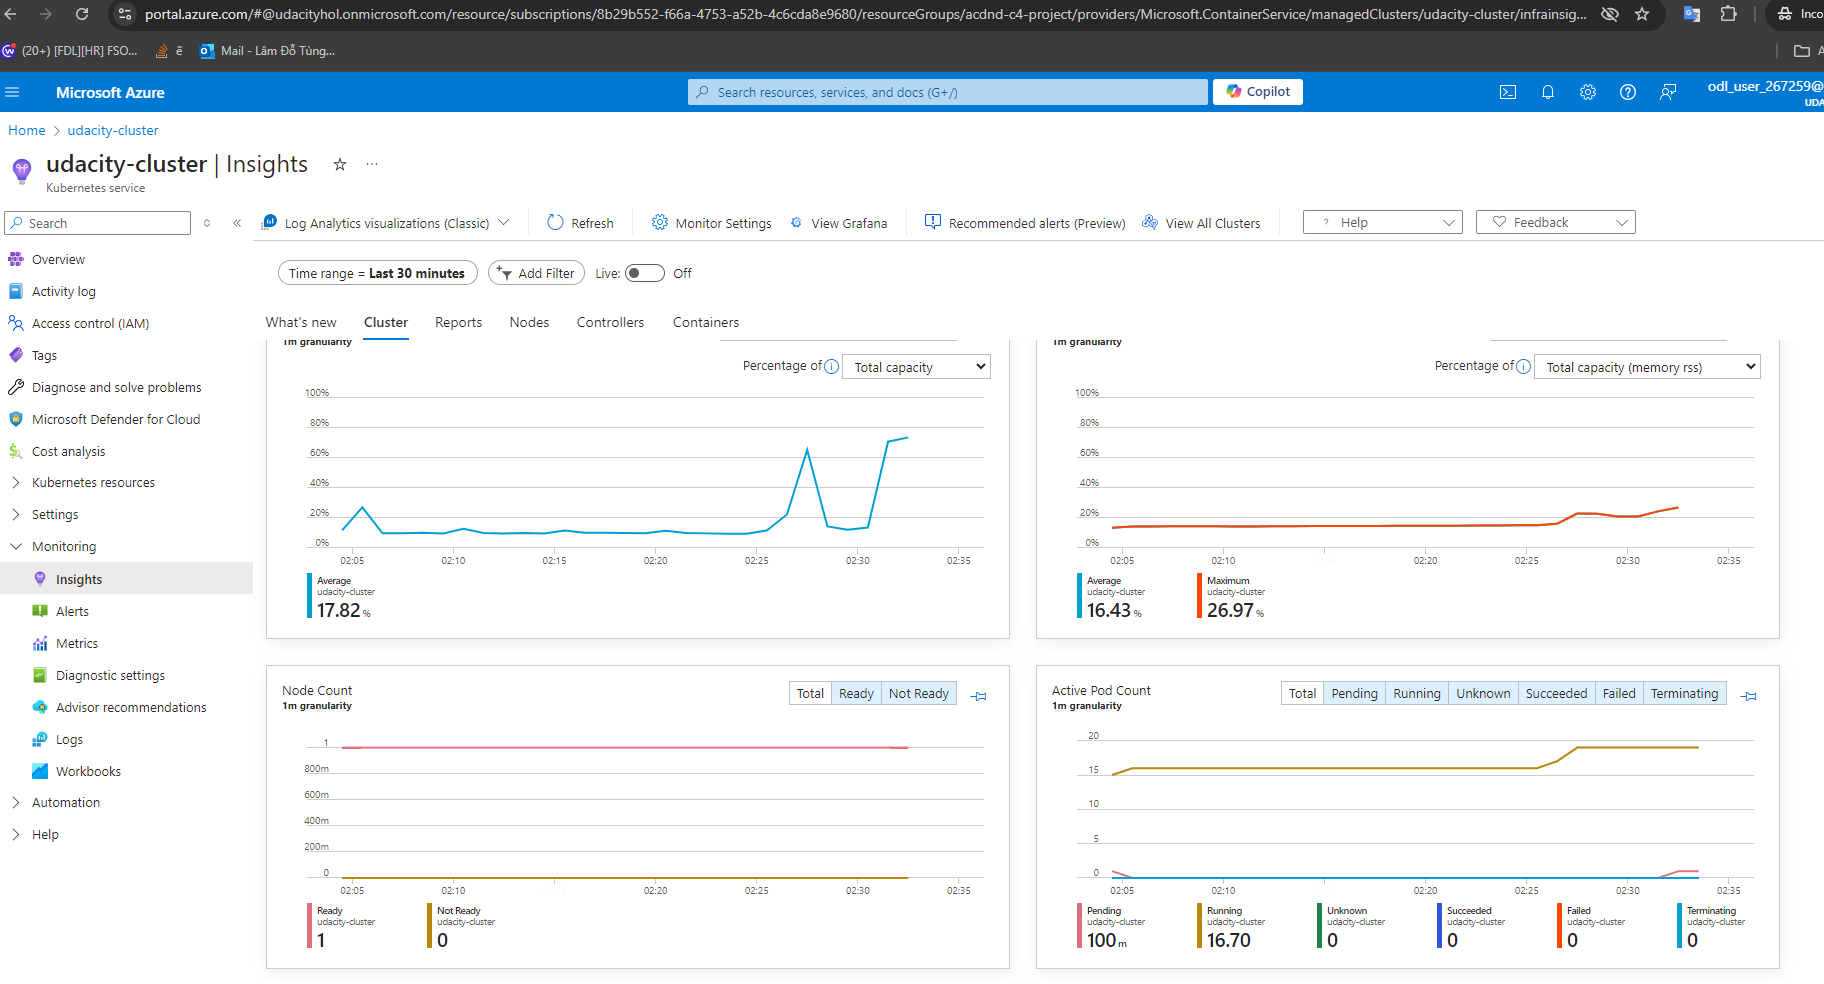 portal.azure.com/#@udacityhol.onmicrosoft.com/resource/subscriptions/8b29b552-f66a-4753-a52b-4c6cda8e9680/resourceGroups/acdnd-c4-project/providers/Microsoft.ContainerService/managedClusters/udacity-cluster/infrainsig...
Inco
(20+) [FDL][HR] FSO...
ẽ
Mail - Lâm Đỗ Tùng...
Microsoft Azure
Search resources, services, and docs (G+/)
Copilot
odl_user_267259@
UDA
Home > udacity-cluster
udacity-cluster | Insights
Kubernetes service
Search
Log Analytics visualizations (Classic)
Refresh
Monitor Settings
View Grafana
Recommended alerts (Preview)
View All Clusters
? Help
Feedback
Overview
Activity log
Access control (IAM)
Tags
Diagnose and solve problems
Microsoft Defender for Cloud
Cost analysis
Kubernetes resources
Settings
Monitoring
Insights
Alerts
Metrics
Diagnostic settings
Advisor recommendations
Logs
Workbooks
Automation
Help
Time range = Last 30 minutes
Add Filter
Live:
Off
What's new
Cluster
Reports
Nodes
Controllers
Containers
1m granularity
Percentage of
Total capacity
100%
80%
60%
40%
20%
0%
02:05 02:10 02:15 02:20 02:25 02:30 02:35
Average
udacity-cluster
17.82 %
1m granularity
Percentage of
Total capacity (memory rss)
100%
80%
60%
40%
20%
0%
02:05 02:10 02:20 02:25 02:30 02:35
Average
udacity-cluster
16.43 %
Maximum
udacity-cluster
26.97 %
Node Count
1m granularity
Total Ready Not Ready
1
800m
600m
400m
200m
0
02:05 02:10 02:20 02:25 02:30 02:35
Ready
udacity-cluster
1
Not Ready
udacity-cluster
0
Active Pod Count
1m granularity
Total Pending Running Unknown Succeeded Failed Terminating
20
15
10
5
0
02:05 02:10 02:20 02:25 02:30 02:35
Pending
udacity-cluster
100 m
Running
udacity-cluster
16.70
Unknown
udacity-cluster
0
Succeeded
udacity-cluster
0
Failed
udacity-cluster
0
Terminating
udacity-cluster
0